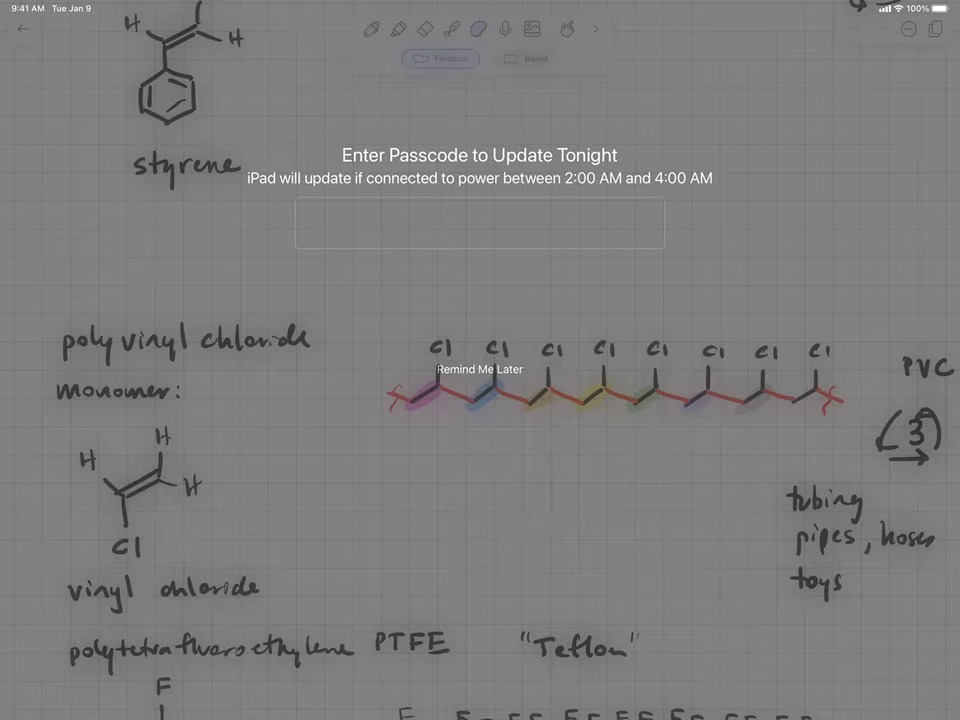 9:41 AM Tue Jan 9
100%
Flextion
Boxed
H
H
styrene
Enter Passcode to Update Tonight
iPad will update if connected to power between 2:00 AM and 4:00 AM
polyvinyl chloride
Cl Cl Cl Cl Cl Cl Cl Cl
Remind Me Later
PVC
monomer:
(3)
H
H
H
Cl
tubing
pipes, hoses
toys
vinyl chloride
polytetrafluoroethylene PTFE "Teflon"
F
F F F F F F F F F F